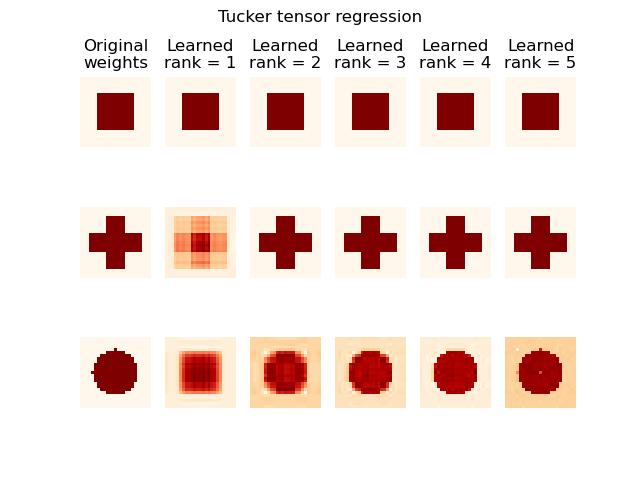 Tucker tensor regression
Original weights
Learned rank = 1
Learned rank = 2
Learned rank = 3
Learned rank = 4
Learned rank = 5